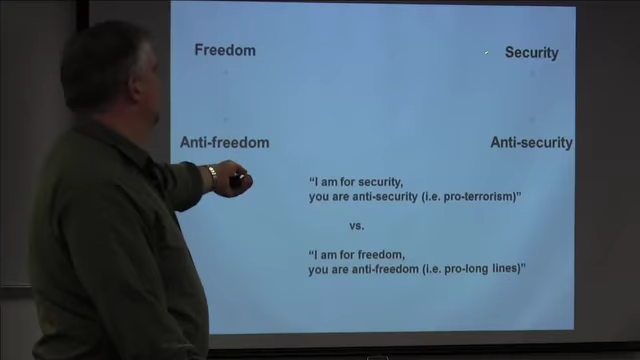 Freedom Security
Anti-freedom Anti-security
“I am for security,
you are anti-security (i.e. pro-terrorism)”
vs.
“I am for freedom,
you are anti-freedom (i.e. pro-long lines)”